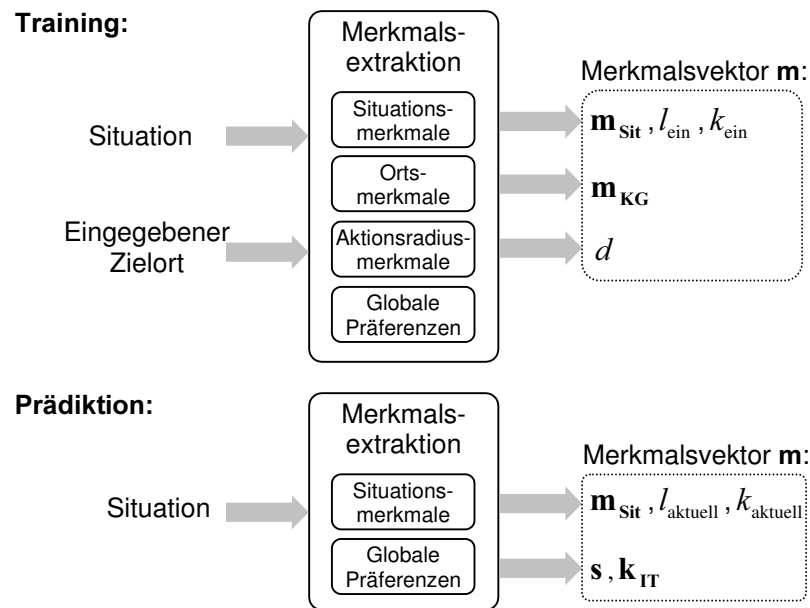 Training:
Merkmals-
extraktion
Situations-
merkmale
Orts-
merkmale
Aktionsradius-
merkmale
Globale
Präferenzen
Situation
Eingegebener
Zielort
Merkmalsvektor m:
m_Sit , l_ein , k_ein
m_KG
d
Prädiktion:
Merkmals-
extraktion
Situations-
merkmale
Globale
Präferenzen
Situation
Merkmalsvektor m:
m_Sit , l_aktuell , k_aktuell
s , k_IT